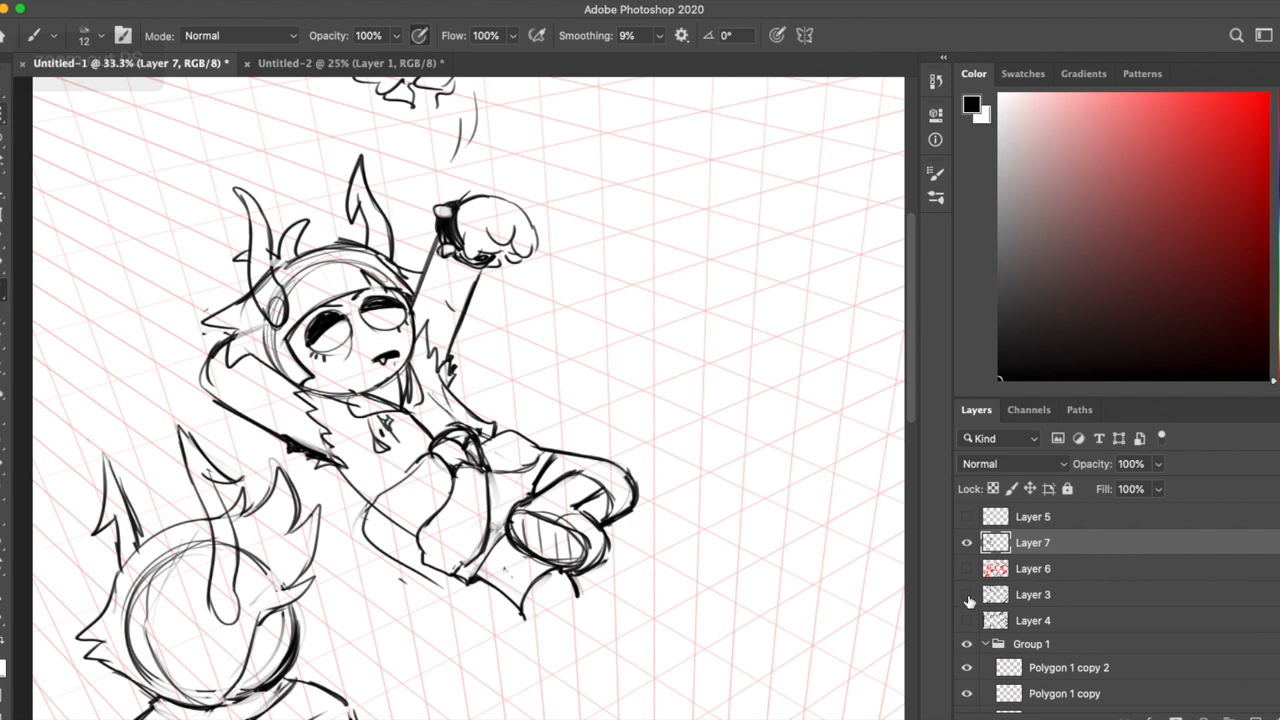 Adobe Photoshop 2020
12 Mode: Normal Opacity: 100% Flow: 100% Smoothing: 9% 0°
× Untitled-1 @ 33.3% (Layer 7, RGB/8) * × Untitled-2 @ 25% (Layer 1, RGB/8) *
Color Swatches Gradients Patterns
Layers Channels Paths
Kind
Normal Opacity: 100%
Lock: Fill: 100%
Layer 5
Layer 7
Layer 6
Layer 3
Layer 4
Group 1
Polygon 1 copy 2
Polygon 1 copy